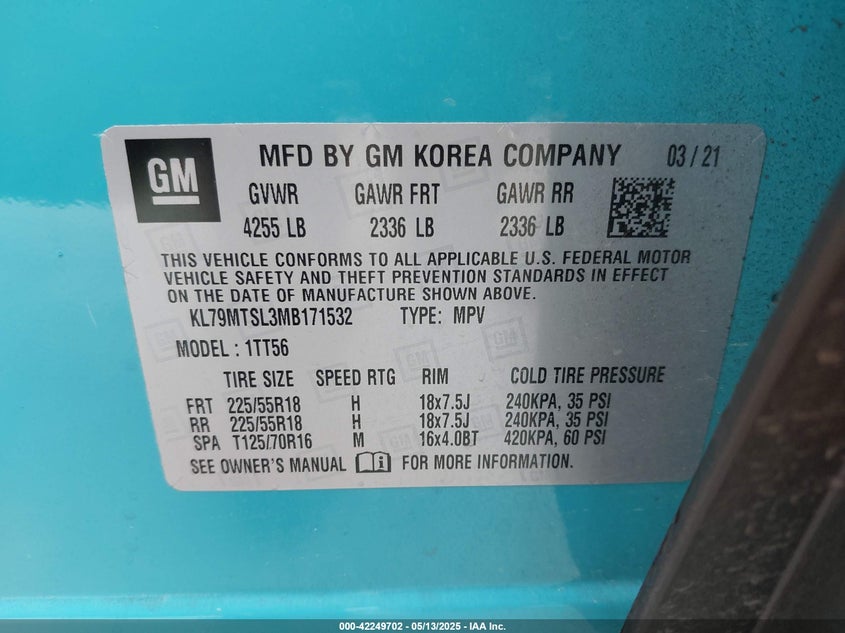 GM MFD BY GM KOREA COMPANY 03 / 21
GVWR GAWR FRT GAWR RR
4255 LB 2336 LB 2336 LB
THIS VEHICLE CONFORMS TO ALL APPLICABLE U.S. FEDERAL MOTOR
VEHICLE SAFETY AND THEFT PREVENTION STANDARDS IN EFFECT
ON THE DATE OF MANUFACTURE SHOWN ABOVE.
KL79MTSL3MB171532 TYPE: MPV
MODEL : 1TT56
TIRE SIZE SPEED RTG RIM COLD TIRE PRESSURE
FRT 225/55R18 H 18x7.5J 240KPA, 35 PSI
RR 225/55R18 H 18x7.5J 240KPA, 35 PSI
SPA T125/70R16 M 16x4.0BT 420KPA, 60 PSI
SEE OWNER'S MANUAL FOR MORE INFORMATION.
000-42249702 - 05/13/2025 - IAA Inc.